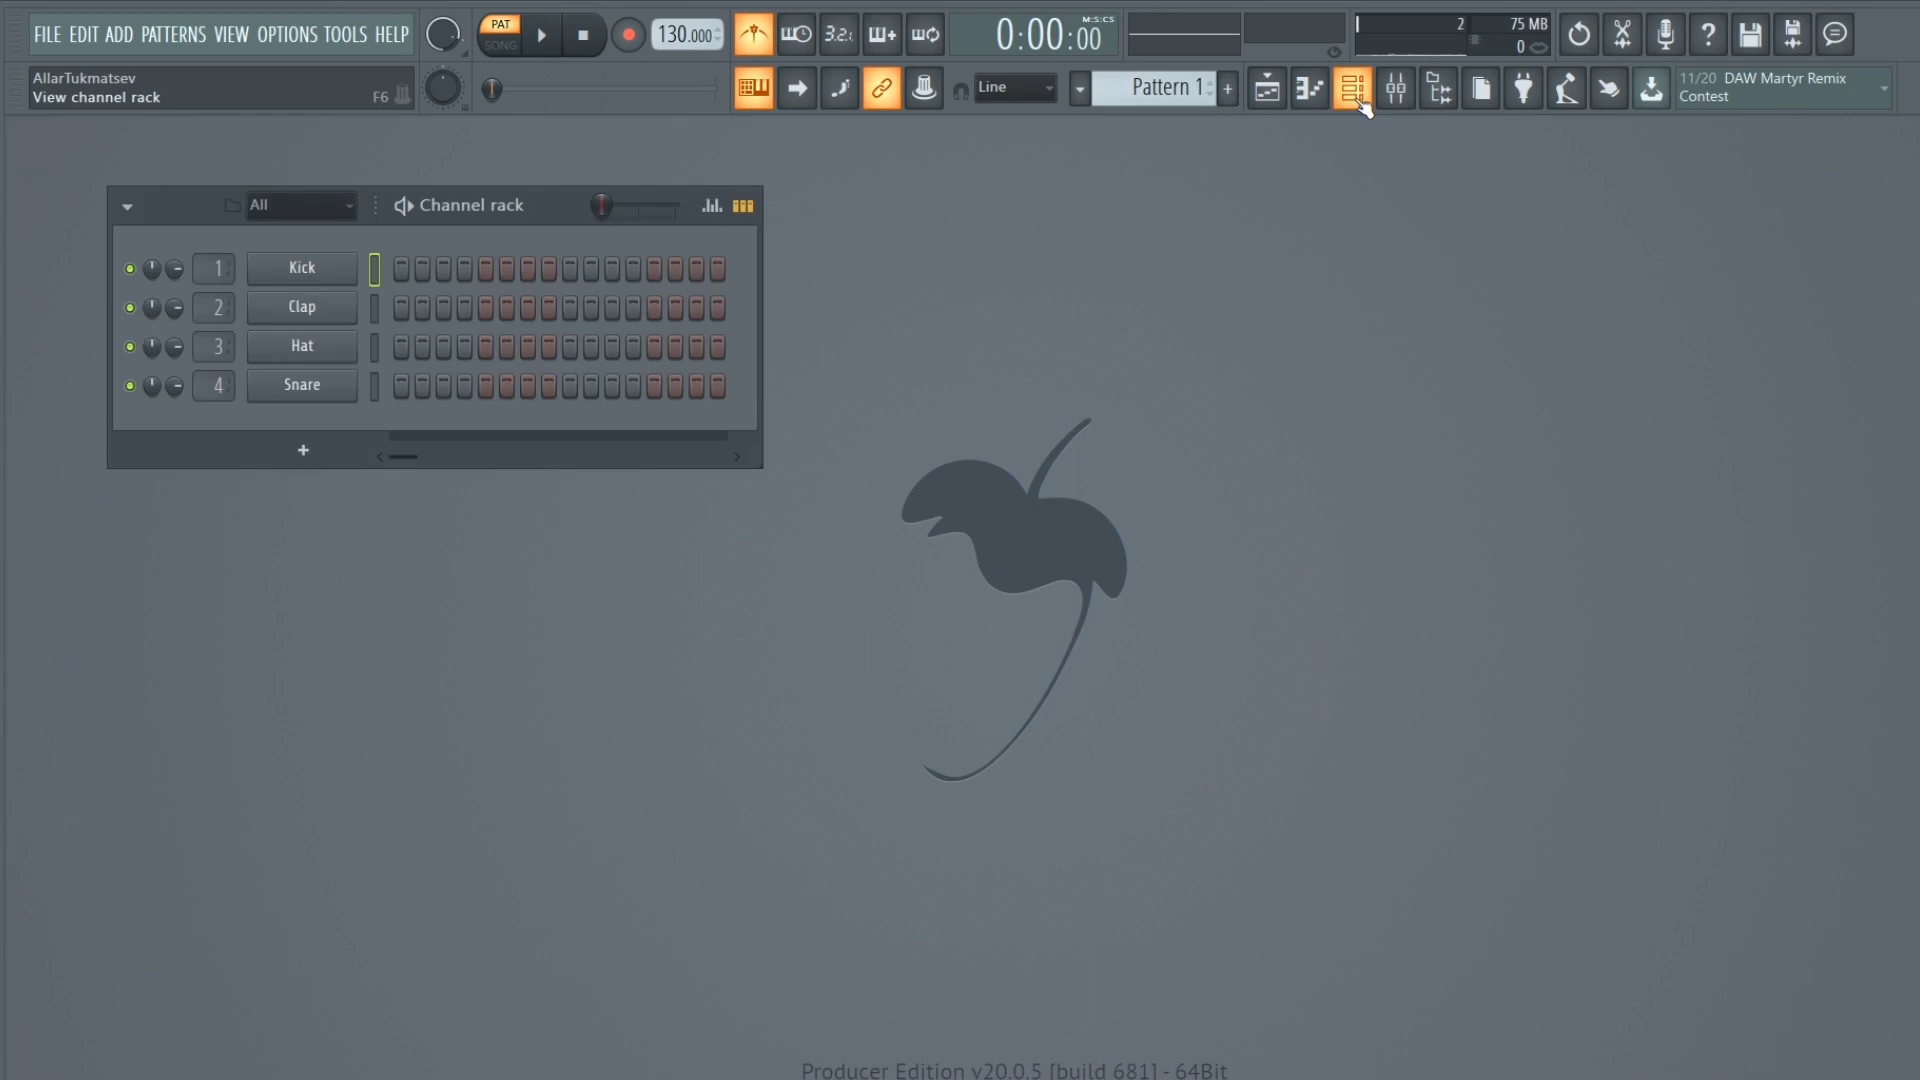 FILE EDIT ADD PATTERNS VIEW OPTIONS TOOLS HELP
PAT
SONG
130.000
3.2.
M:S:CS
0:00:00
2
75 MB
0
AllarTukmatsev
View channel rack
F6
Line
Pattern 1
+
11/20 DAW Martyr Remix
Contest
All
Channel rack
1
Kick
2
Clap
3
Hat
4
Snare
+
Producer Edition v20.0.5 [build 681] - 64Bit